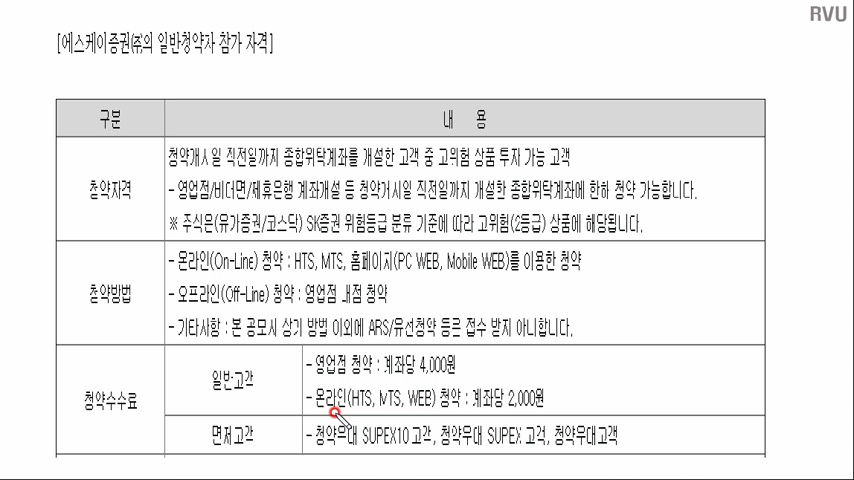 RVU
[에스케이증권㈜의 일반청약자 참가 자격]
구분
내 용
청약자격
청약개시일 직전일까지 종합위탁계좌를 개설한 고객 중 고위험 상품 투자 가능 고객
- 영업점/비대면/제휴은행 계좌개설 등 청약개시일 직전일까지 개설한 종합위탁계좌에 한해 청약 가능합니다.
※ 주식은(유가증권/코스닥) SK증권 위험등급 분류 기준에 따라 고위험(2등급) 상품에 해당됩니다.
청약방법
- 온라인(On-Line) 청약 : HTS, MTS, 홈페이지(PC WEB, Mobile WEB)를 이용한 청약
- 오프라인(Off-Line) 청약 : 영업점 내점 청약
- 기타사항 : 본 공모시 상기 방법 이외에 ARS/유선청약 등은 접수 받지 아니합니다.
청약수수료
일반고객
- 영업점 청약 : 계좌당 4,000원
- 온라인(HTS, MTS, WEB) 청약 : 계좌당 2,000원
면제고객
- 청약우대 SUPEX10 고객, 청약우대 SUPEX 고객, 청약우대고객